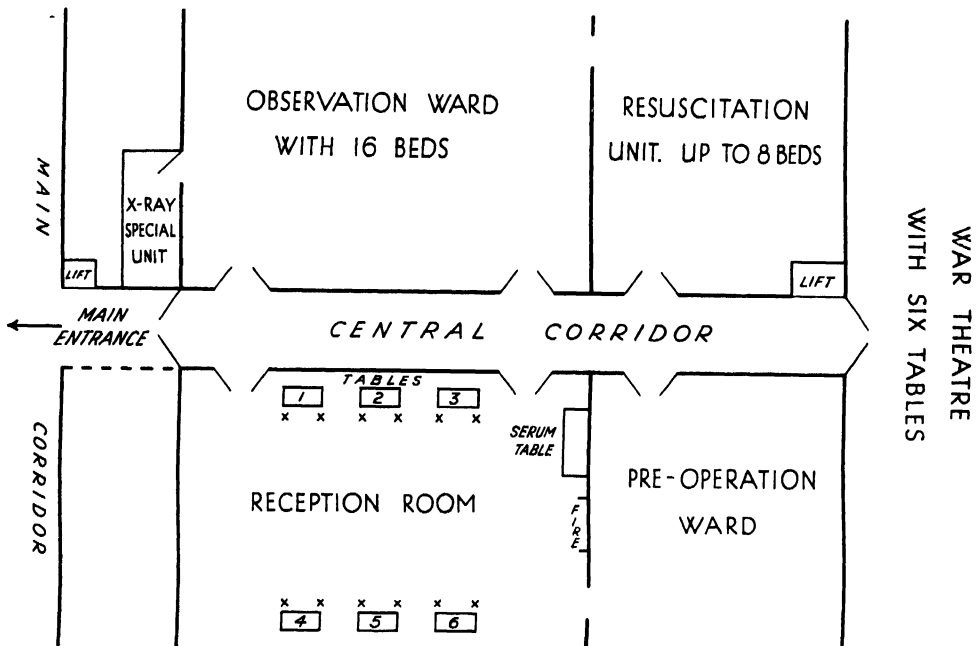 OBSERVATION WARD
WITH 16 BEDS
RESUSCITATION
UNIT. UP TO 8 BEDS
MAIN
X-RAY
SPECIAL
UNIT
LIFT
LIFT
WAR THEATRE
WITH SIX TABLES
MAIN
ENTRANCE
CENTRAL CORRIDOR
TABLES
1 2 3
x x x x x x
SERUM
TABLE
CORRIDOR
RECEPTION ROOM
FIRE
PRE-OPERATION
WARD
x x x x x x
4 5 6